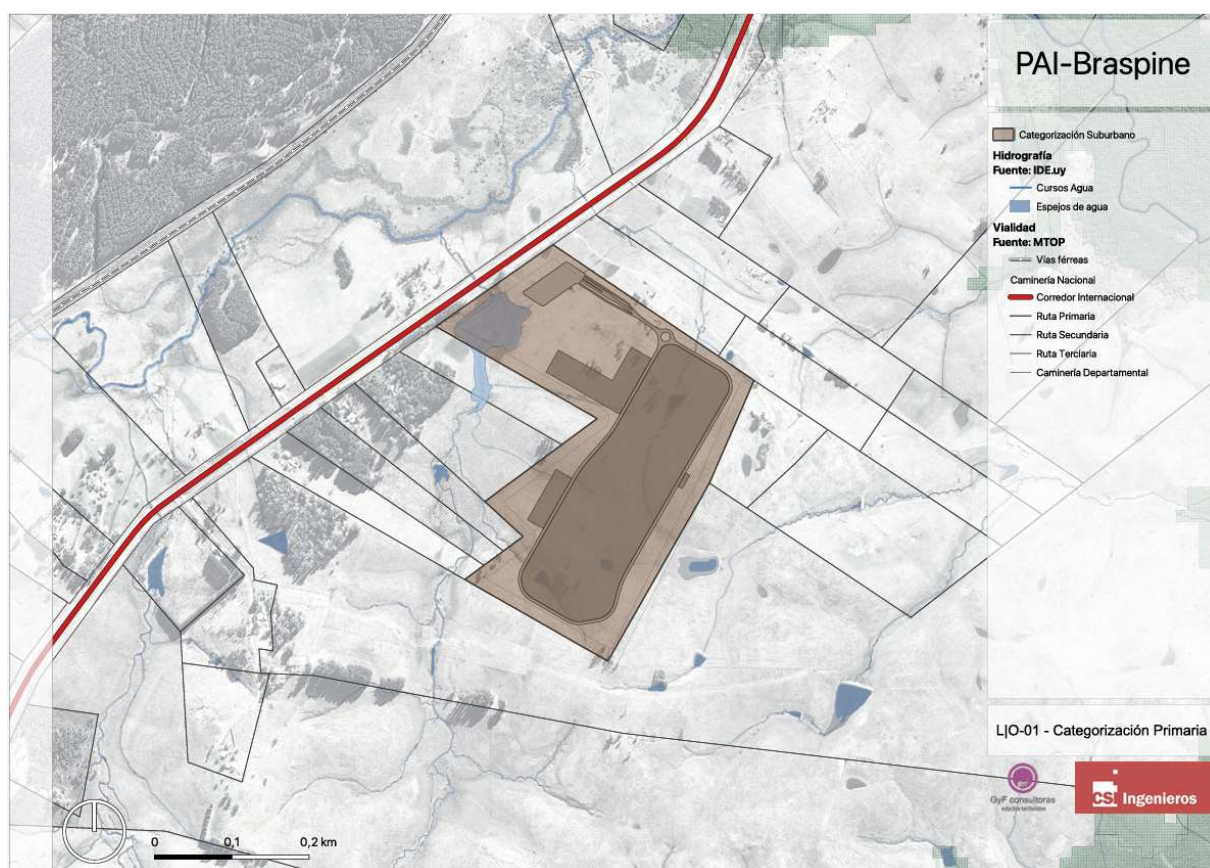 PAI-Braspine
Categorización Suburbano
Hidrografía
Fuente: IDE.uy
Cursos Agua
Espejos de agua
Vialidad
Fuente: MTOP
Vías férreas
Caminería Nacional
Corredor Internacional
Ruta Primaria
Ruta Secundaria
Ruta Terciaria
Caminería Departamental
L|O-01 - Categorización Primaria
GyF consultoras
CSI Ingenieros
0 0,1 0,2 km